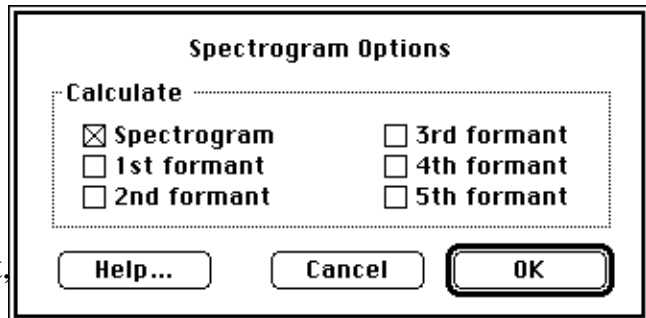 Spectrogram Options
Calculate
Spectrogram
1st formant
2nd formant
3rd formant
4th formant
5th formant
Help...
Cancel
OK